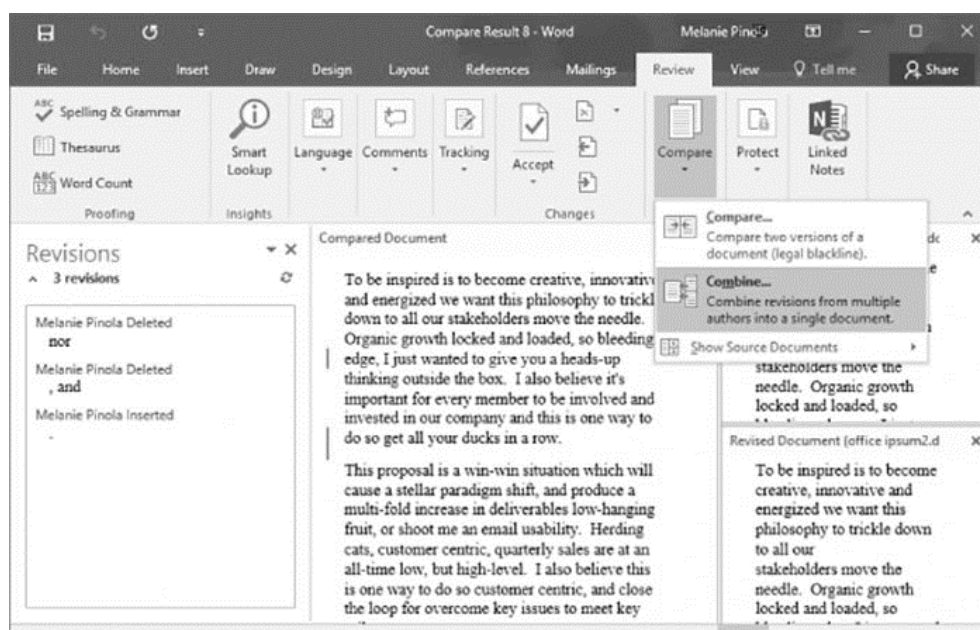 Compare Result 8 - Word
Melanie Pinola
File Home Insert Draw Design Layout References Mailings Review View Tell me Share
ABC Spelling & Grammar
Thesaurus
ABC 123 Word Count
Proofing
Smart Lookup
Insights
Language
Comments
Tracking
Accept
Changes
Compare
Protect
Linked Notes
Compare...
Compare two versions of a
document (legal blackline).
Combine...
Combine revisions from multiple
authors into a single document.
Show Source Documents
Revisions
3 revisions
Melanie Pinola Deleted
nor
Melanie Pinola Deleted
, and
Melanie Pinola Inserted
.
Compared Document
To be inspired is to become creative, innovative
and energized we want this philosophy to trickl
down to all our stakeholders move the needle.
Organic growth locked and loaded, so bleeding
edge, I just wanted to give you a heads-up
thinking outside the box. I also believe it's
important for every member to be involved and
invested in our company and this is one way to
do so get all your ducks in a row.
This proposal is a win-win situation which will
cause a stellar paradigm shift, and produce a
multi-fold increase in deliverables low-hanging
fruit, or shoot me an email usability. Herding
cats, customer centric, quarterly sales are at an
all-time low, but high-level. I also believe this
is one way to do so customer centric, and close
the loop for overcome key issues to meet key
stakeholders move the
needle. Organic growth
locked and loaded, so
Revised Document (office ipsum2.d
To be inspired is to become
creative, innovative and
energized we want this
philosophy to trickle down
to all our
stakeholders move the
needle. Organic growth
locked and loaded, so